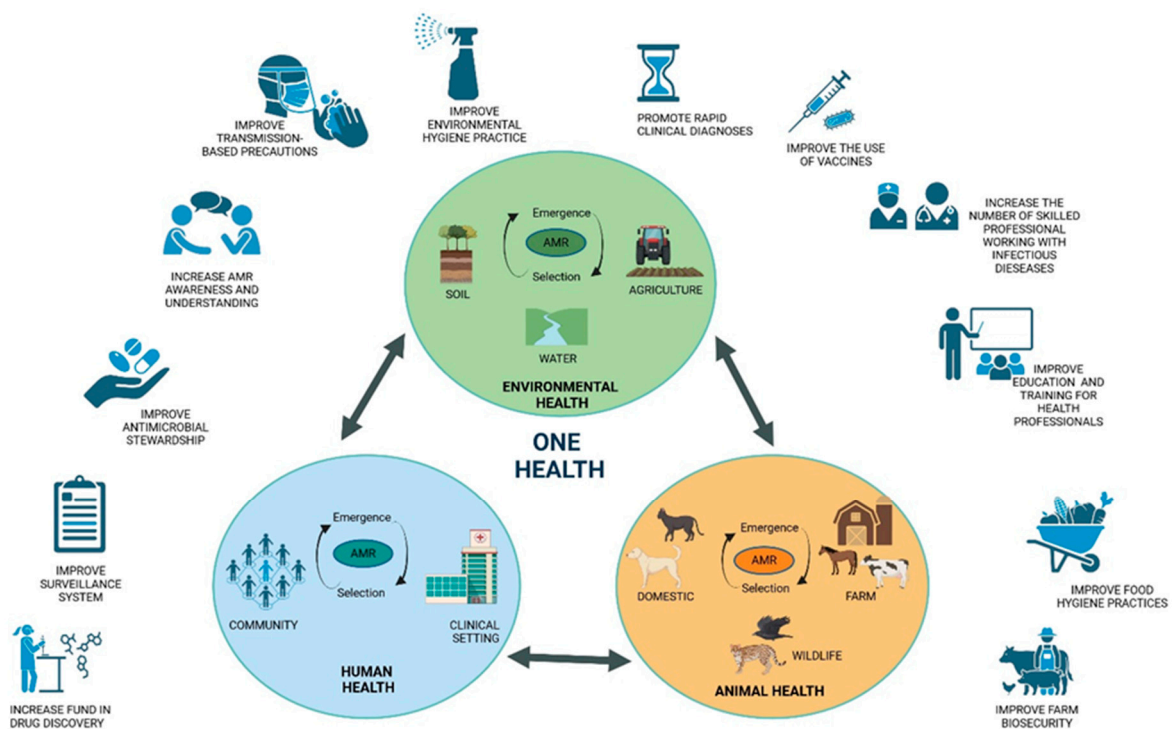 IMPROVE
TRANSMISSION-
BASED PRECAUTIONS
IMPROVE
ENVIRONMENTAL
HYGIENE PRACTICE
PROMOTE RAPID
CLINICAL DIAGNOSES
IMPROVE THE USE
OF VACCINES
INCREASE THE
NUMBER OF SKILLED
PROFESSIONAL
WORKING WITH
INFECTIOUS
DIESEASES
INCREASE AMR
AWARENESS AND
UNDERSTANDING
Emergence
AMR
Selection
SOIL
AGRICULTURE
WATER
ENVIRONMENTAL
HEALTH
IMPROVE
EDUCATION AND
TRAINING FOR
HEALTH
PROFESSIONALS
IMPROVE
ANTIMICROBIAL
STEWARDSHIP
ONE
HEALTH
IMPROVE
SURVEILLANCE
SYSTEM
Emergence
AMR
Selection
COMMUNITY
CLINICAL
SETTING
HUMAN
HEALTH
Emergence
AMR
Selection
DOMESTIC
FARM
WILDLIFE
ANIMAL HEALTH
IMPROVE FOOD
HYGIENE PRACTICES
INCREASE FUND IN
DRUG DISCOVERY
IMPROVE FARM
BIOSECURITY